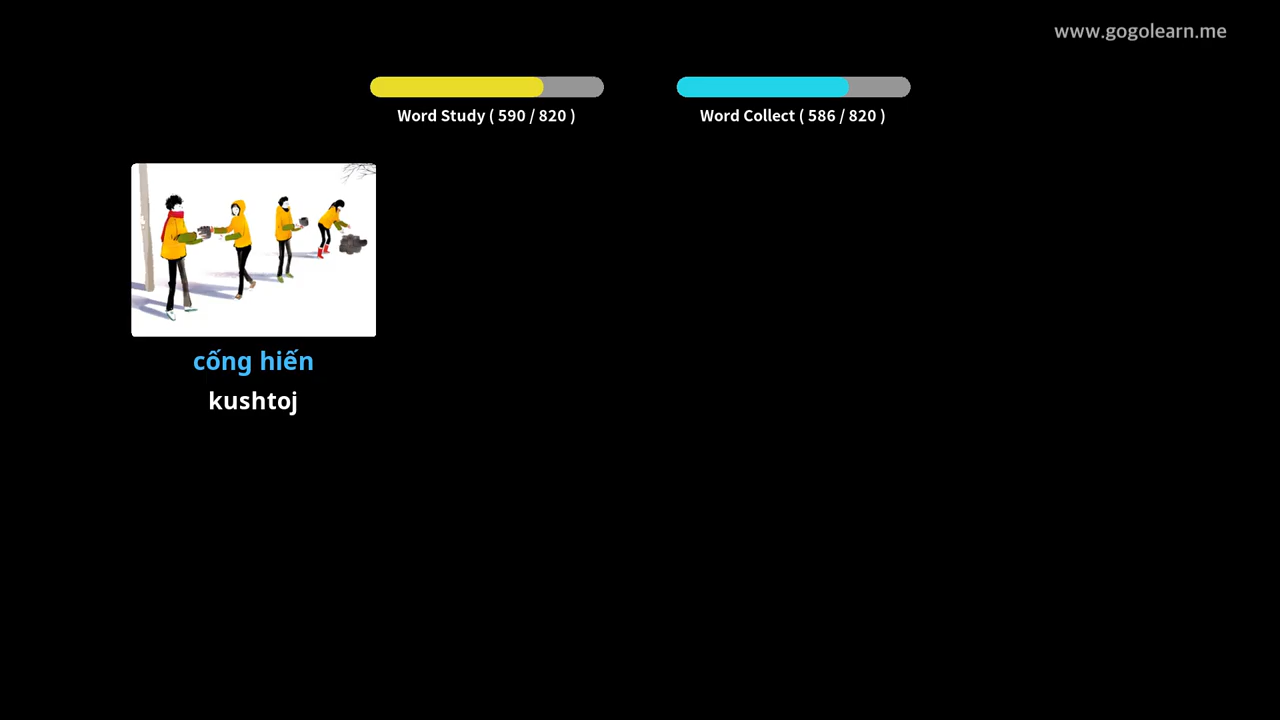 www.gogolearn.me
Word Study ( 590 / 820 )
Word Collect ( 586 / 820 )
cống hiến
kushtoj